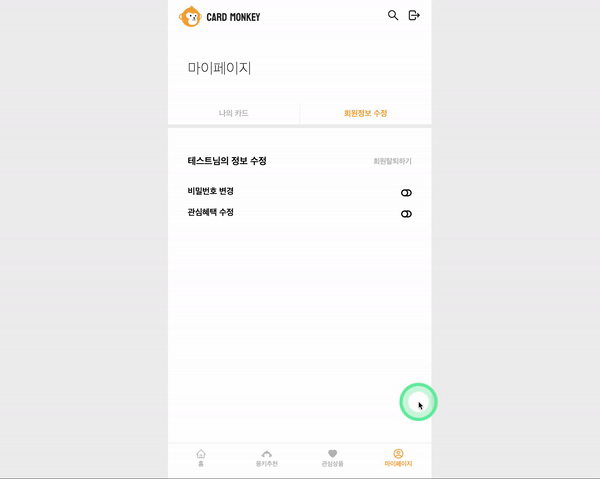 CARD MONKEY
마이페이지
나의 카드
회원정보 수정
테스트님의 정보 수정
회원탈퇴하기
비밀번호 변경
관심혜택 수정
홈
몽키추천
관심상품
마이페이지